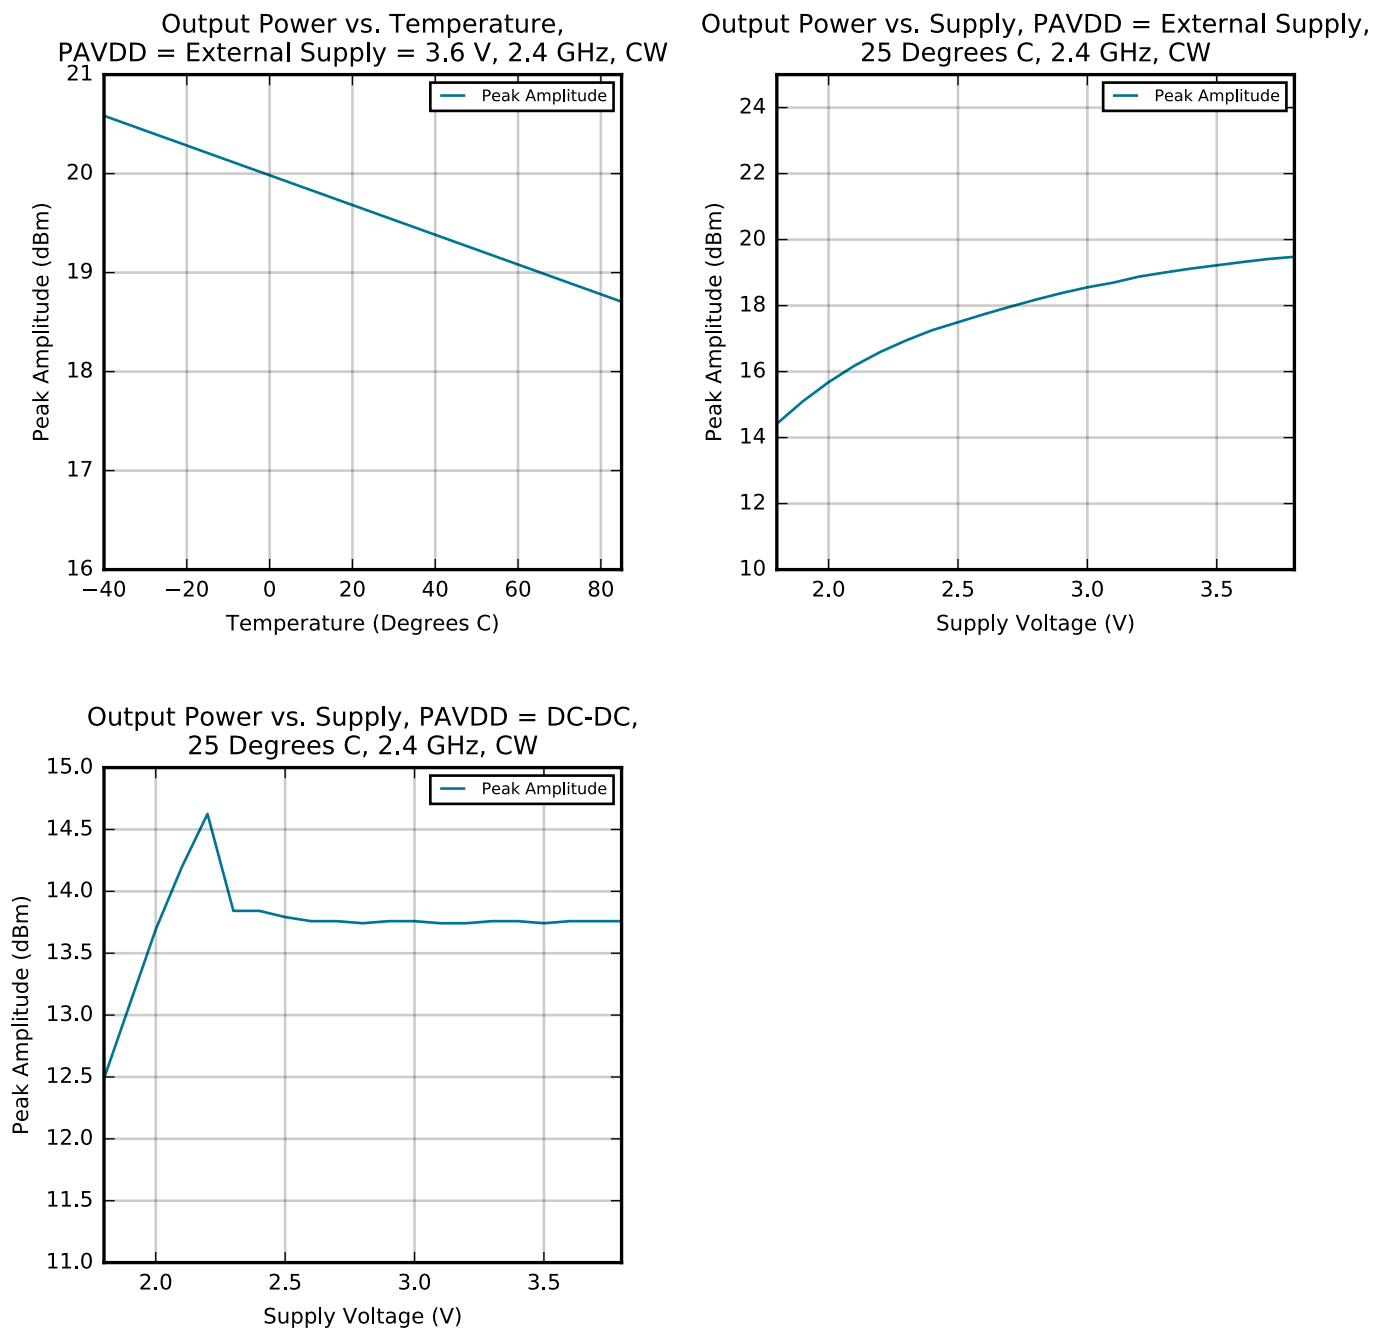 Output Power vs. Temperature,
PAVDD = External Supply = 3.6 V, 2.4 GHz, CW
Peak Amplitude
21
20
19
18
17
16
Peak Amplitude (dBm)
−40
−20
0
20
40
60
80
Temperature (Degrees C)
Output Power vs. Supply, PAVDD = External Supply,
25 Degrees C, 2.4 GHz, CW
Peak Amplitude
24
22
20
18
16
14
12
10
Peak Amplitude (dBm)
2.0
2.5
3.0
3.5
Supply Voltage (V)
Output Power vs. Supply, PAVDD = DC-DC,
25 Degrees C, 2.4 GHz, CW
Peak Amplitude
15.0
14.5
14.0
13.5
13.0
12.5
12.0
11.5
11.0
Peak Amplitude (dBm)
2.0
2.5
3.0
3.5
Supply Voltage (V)